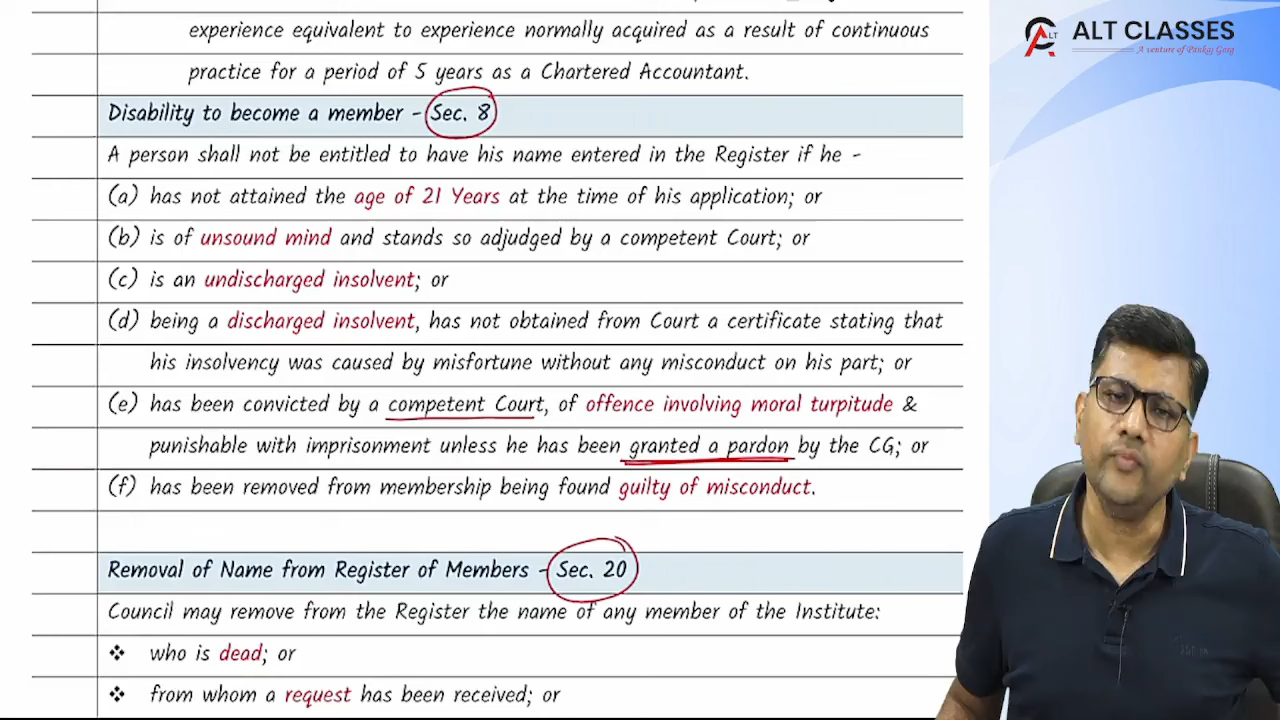 experience equivalent to experience normally acquired as a result of continuous
practice for a period of 5 years as a Chartered Accountant.
Disability to become a member - Sec. 8
A person shall not be entitled to have his name entered in the Register if he -
(a) has not attained the age of 21 Years at the time of his application; or
(b) is of unsound mind and stands so adjudged by a competent Court; or
(c) is an undischarged insolvent; or
(d) being a discharged insolvent, has not obtained from Court a certificate stating that
his insolvency was caused by misfortune without any misconduct on his part; or
(e) has been convicted by a competent Court, of offence involving moral turpitude &
punishable with imprisonment unless he has been granted a pardon by the CG; or
(f) has been removed from membership being found guilty of misconduct.
Removal of Name from Register of Members - Sec. 20
Council may remove from the Register the name of any member of the Institute:
❖ who is dead; or
❖ from whom a request has been received; or
ALT
ALT CLASSES
A venture of Pankaj Garg